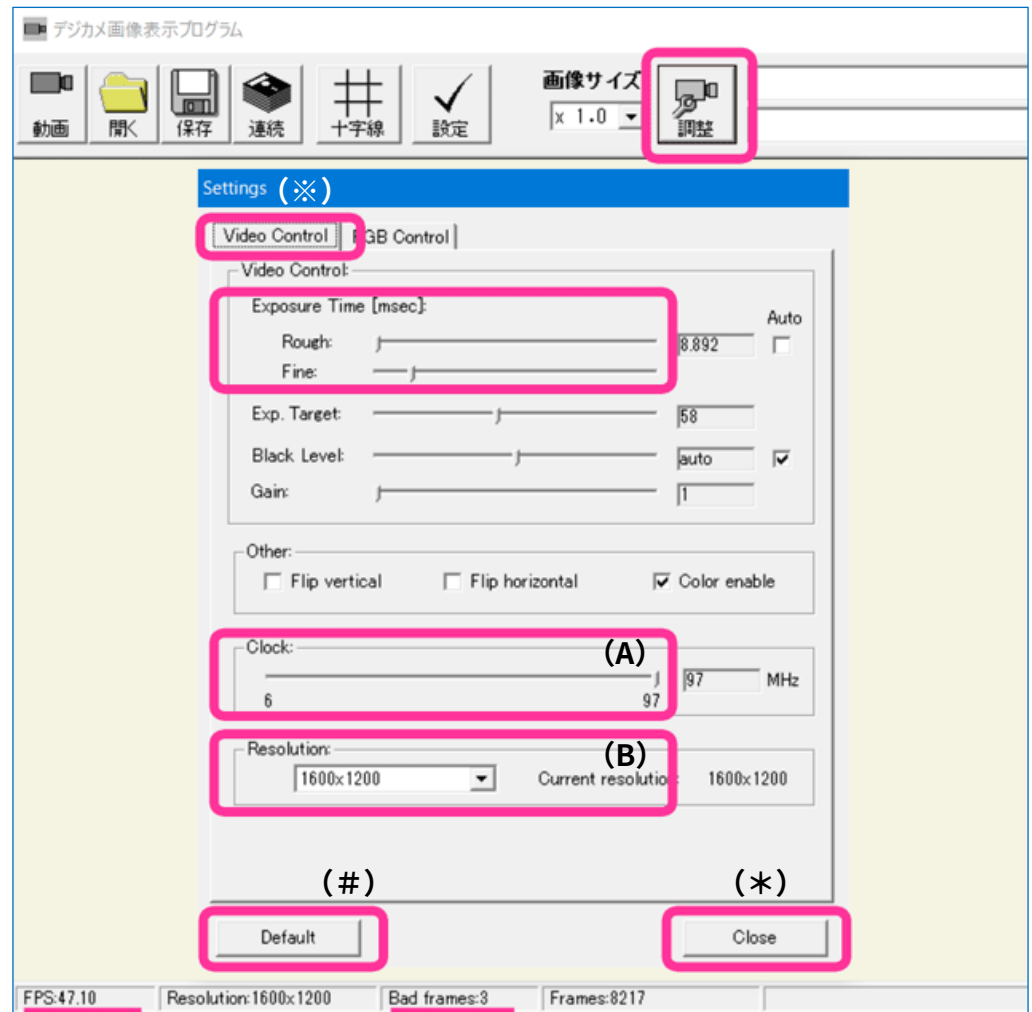 デジカメ画像表示プログラム
画像サイズ
動画 開く 保存 連続 十字線 設定 x 1.0 調整
Settings (※)
Video Control GB Control
Video Control:
Exposure Time [msec]:
Auto
Rough: 8.892
Fine:
Exp. Target: 58
Black Level: auto
Gain: 1
Other:
Flip vertical Flip horizontal Color enable
Clock: (A)
97 MHz
6 97
Resolution: (B)
1600x1200 Current resolution: 1600x1200
(#) (*)
Default Close
FPS:47.10 Resolution:1600x1200 Bad frames:3 Frames:8217